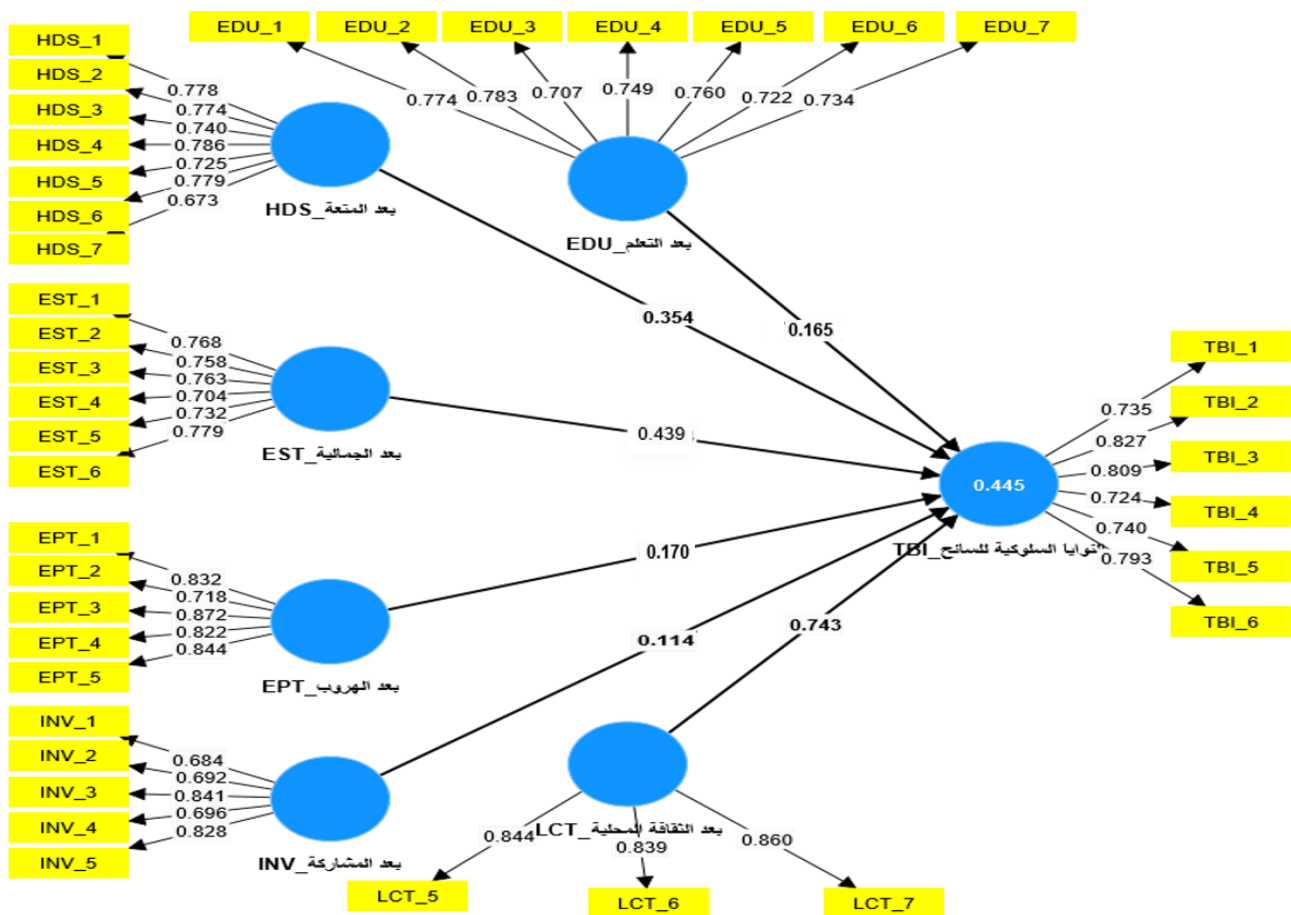 EDU_1 EDU_2 EDU_3 EDU_4 EDU_5 EDU_6 EDU_7
0.774 0.783 0.707 0.749 0.760 0.722 0.734
بعد التعلم_EDU
0.165
HDS_1
HDS_2
HDS_3
HDS_4
HDS_5
HDS_6
HDS_7
0.778
0.774
0.740
0.786
0.725
0.779
0.673
بعد المتعة_HDS
0.354
EST_1
EST_2
EST_3
EST_4
EST_5
EST_6
0.768
0.758
0.763
0.704
0.732
0.779
بعد الجمالية_EST
0.439
EPT_1
EPT_2
EPT_3
EPT_4
EPT_5
0.832
0.718
0.872
0.822
0.844
بعد الهروب_EPT
0.170
INV_1
INV_2
INV_3
INV_4
INV_5
0.684
0.692
0.841
0.696
0.828
بعد المشاركة_INV
0.114
0.743
بعد الثقافة المحلية_LCT
0.844 0.839 0.860
LCT_5 LCT_6 LCT_7
0.445
النوايا السلوكية للسائح_TBI
0.735
0.827
0.809
0.724
0.740
0.793
TBI_1
TBI_2
TBI_3
TBI_4
TBI_5
TBI_6